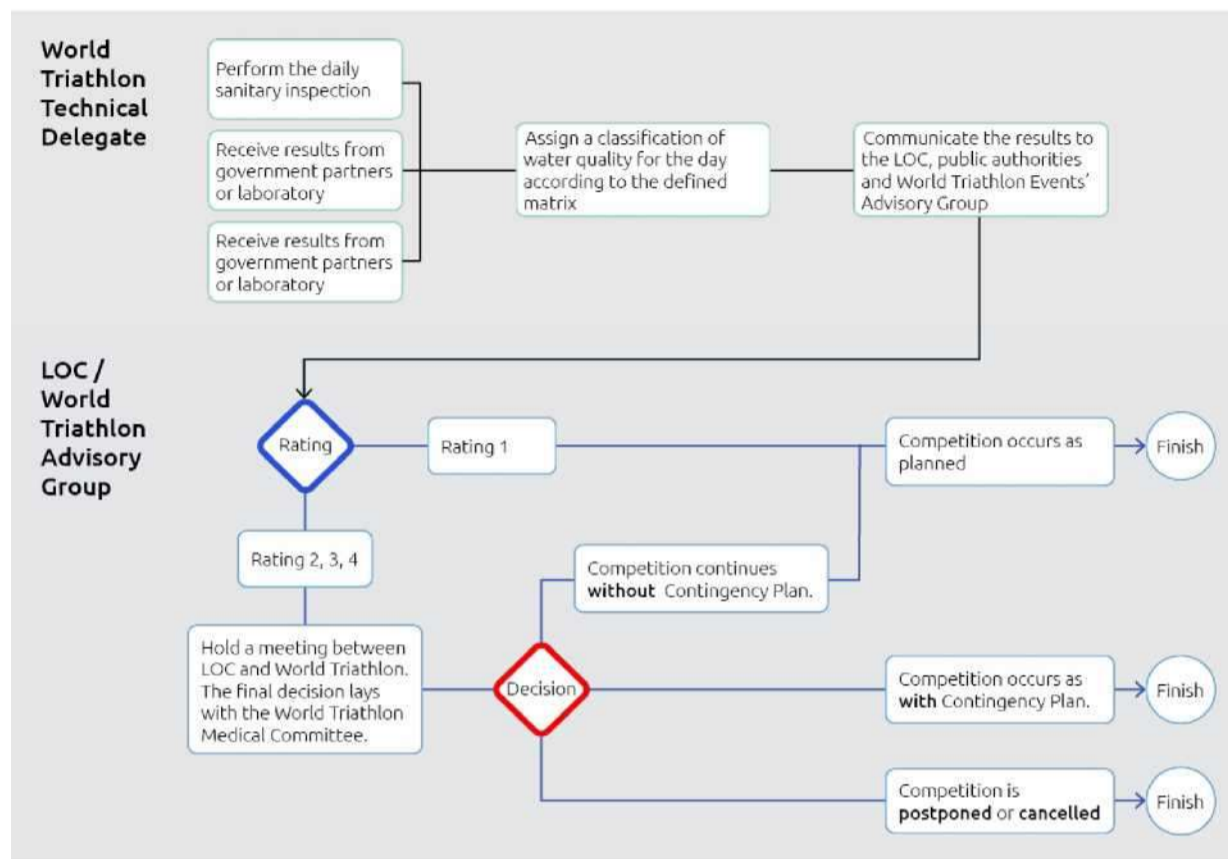 World
Triathlon
Technical
Delegate
Perform the daily
sanitary inspection
Receive results from
government partners
or laboratory
Receive results from
government partners
or laboratory
Assign a classification of
water quality for the day
according to the defined
matrix
Communicate the results to
the LOC, public authorities
and World Triathlon Events’
Advisory Group
LOC /
World
Triathlon
Advisory
Group
Rating
Rating 1
Competition occurs as
planned
Finish
Rating 2, 3, 4
Competition continues
without Contingency Plan.
Hold a meeting between
LOC and World Triathlon.
The final decision lays
with the World Triathlon
Medical Committee.
Decision
Competition occurs as
with Contingency Plan.
Finish
Competition is
postponed or cancelled
Finish